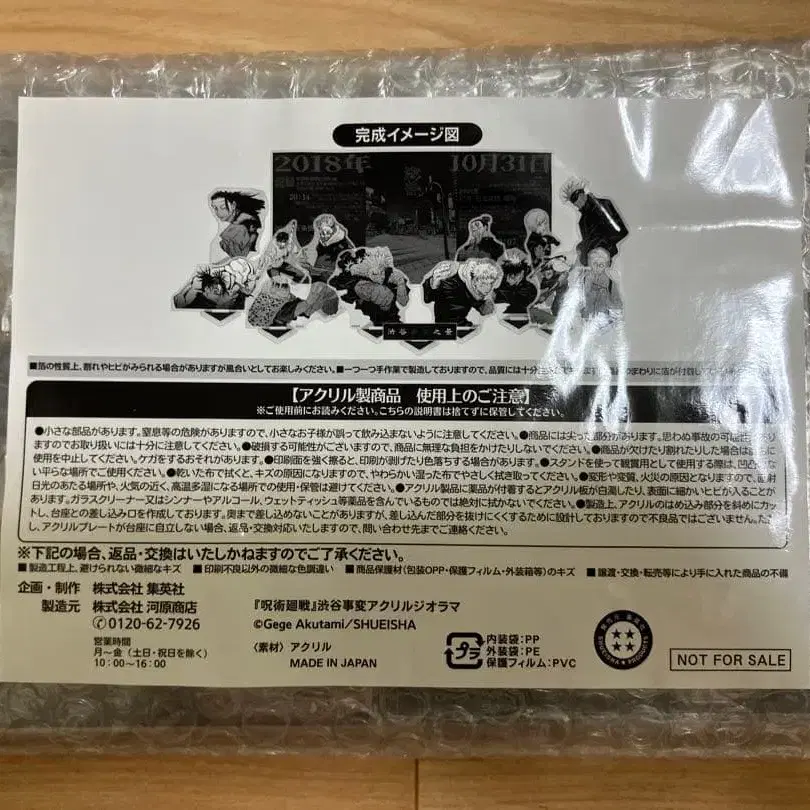 完成イメージ図
2018年 10月31日
20:14
渋谷事変之景
■箔の性質上、割れやヒビがみられる場合がありますが風合いとしてお楽しみください。■一つ一つ手作業で製造しておりますので、品質には十分注
【アクリル製商品 使用上のご注意】
※ご使用前にお読みください。こちらの説明書は捨てずに保管してください。
●小さな部品があります。窒息等の危険がありますので、小さなお子様が誤って飲み込まないように注意してください。●商品には尖った部分があります。思わぬ事故の可能性
ますのでお取り扱いには十分に注意してください。●破損する可能性がございますので、商品に無理な負担をかけたりしないでください。●商品が欠けたり割れたりした場合は
使用を中止してください。ケガをするおそれがあります。●印刷面を強く擦ると、印刷が剥げたり色落ちする場合があります。●スタンドを使って観賞用として使用する際は、凹凸
ない平らな場所でご使用ください。●乾いた布で拭くと、キズの原因になりますので、やわらかい湿った布でやさしく拭き取ってください。●変形や変質、火災の原因となりますので、直射
日光のあたる場所や、火気の近く、高温多湿になる場所での使用・保管は避けてください。●アクリル製品に薬品が付着するとアクリル板が白濁したり、表面に細かいヒビが入ることが
あります。ガラスクリーナー又はシンナーやアルコール、ウェットティッシュ等薬品を含んでいるものでは絶対に拭かないでください。●製造上、アクリルのはめ込み部分を斜めにカッ
トし、台座との差し込み口を作成しております。奥まで差し込めないことがありますが、差し込んだ部分を抜けにくくするために設計しておりますので不良品ではございません。
し、アクリルプレートが台座に自立しない場合、返品・交換対応いたしますので、問い合わせ先までご連絡ください。
※下記の場合、返品・交換はいたしかねますのでご了承ください。
■製造工程上、避けられない微細なキズ ■印刷不良以外の微細な色調違い ■商品保護材（包装OPP・保護フィルム・外装箱等）のキズ ■譲渡・交換・転売等により手に入れた商品の不備
企画・制作 株式会社 集英社
製造元 株式会社 河原商店
✆0120-62-7926
営業時間
月〜金（土日・祝日を除く）
10:00〜16:00
『呪術廻戦』渋谷事変アクリルジオラマ
©Gege Akutami/SHUEISHA
〈素材〉アクリル
MADE IN JAPAN
プラ
内装袋:PP
外装袋:PE
保護フィルム:PVC
NOT FOR SALE